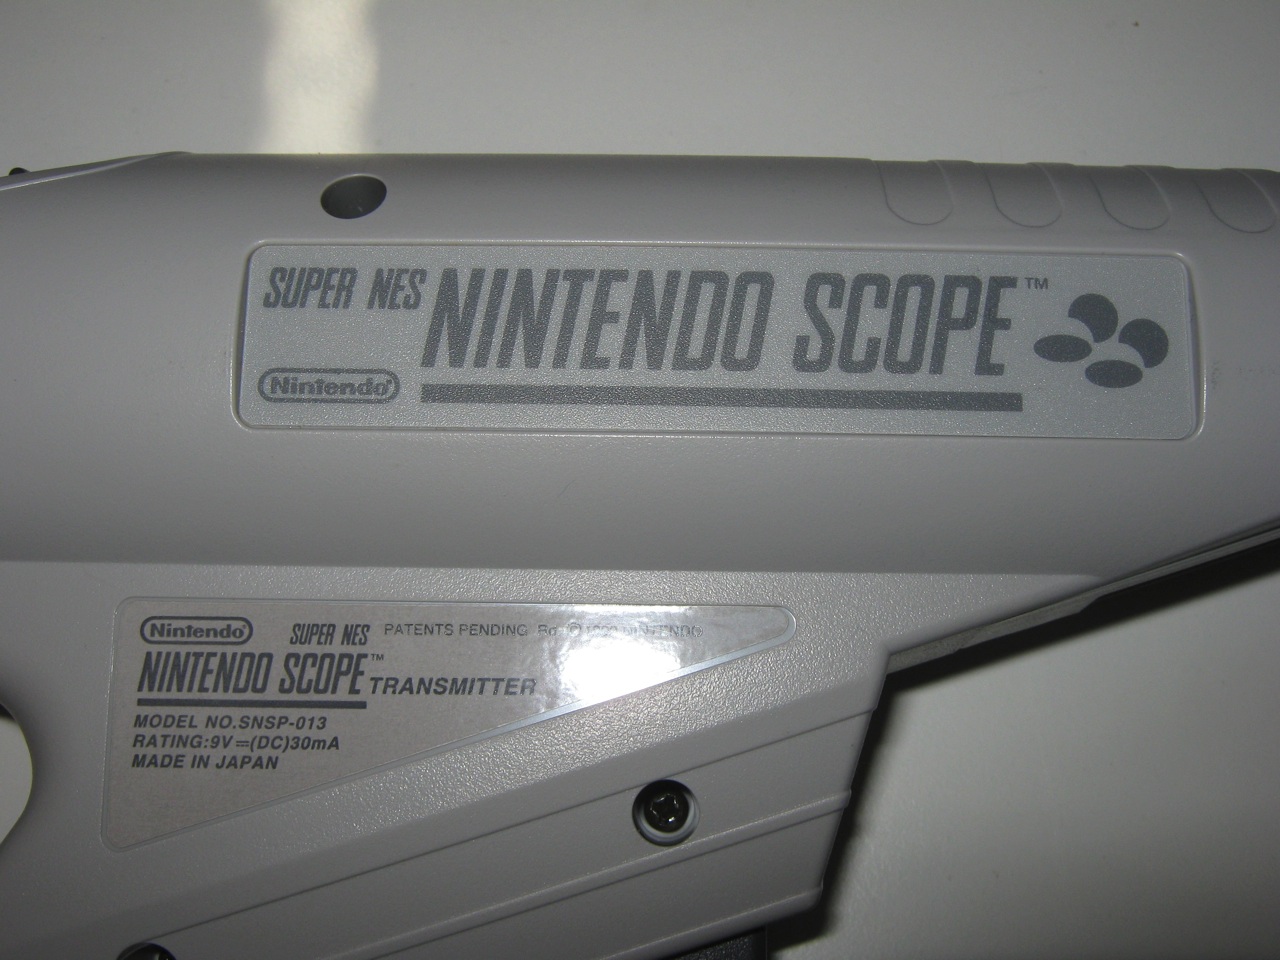 SUPER NES NINTENDO SCOPE™
Nintendo®
Nintendo® SUPER NES PATENTS PENDING © NINTENDO
NINTENDO SCOPE™ TRANSMITTER
MODEL NO.SNSP-013
RATING:9V⎓(DC)30mA
MADE IN JAPAN